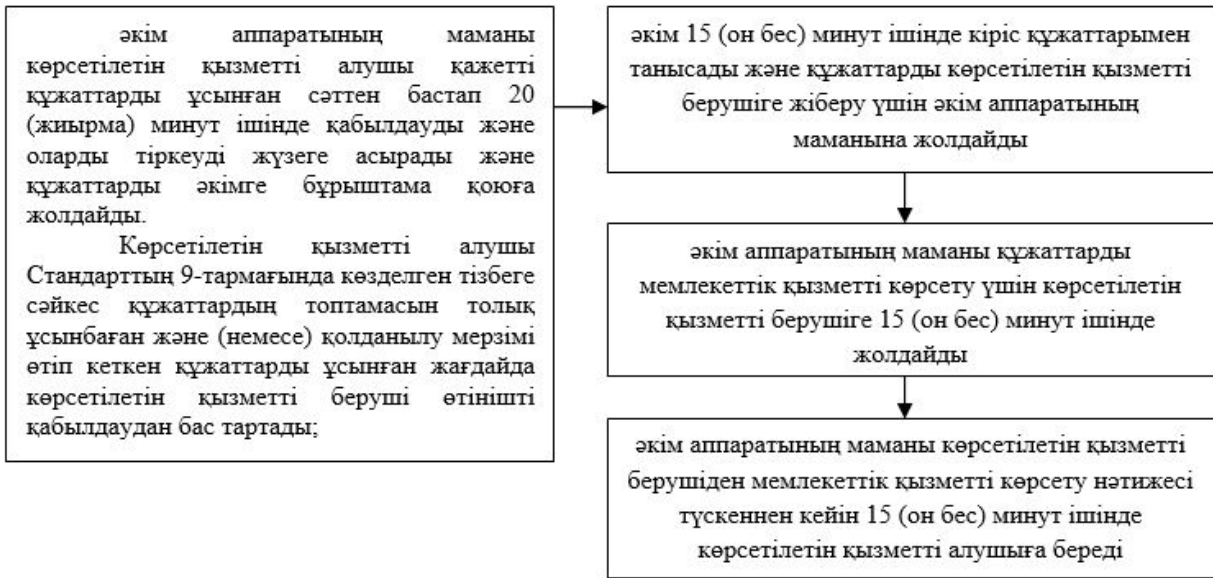 әкім аппаратының маманы
көрсетілетін қызметті алушы қажетті
құжаттарды ұсынған сәттен бастап 20
(жиырма) минут ішінде қабылдауды және
оларды тіркеуді жүзеге асырады және
құжаттарды әкімге бұрыштама қоюға
жолдайды.
Көрсетілетін қызметті алушы
Стандарттың 9-тармағында көзделген тізбеге
сәйкес құжаттардың топтамасын толық
ұсынбаған және (немесе) қолданылу мерзімі
өтіп кеткен құжаттарды ұсынған жағдайда
көрсетілетін қызметті беруші өтінішті
қабылдаудан бас тартады;
әкім 15 (он бес) минут ішінде кіріс құжаттарымен
танысады және құжаттарды көрсетілетін қызметті
берушіге жіберу үшін әкім аппаратының
маманына жолдайды
әкім аппаратының маманы құжаттарды
мемлекеттік қызметті көрсету үшін көрсетілетін
қызметті берушіге 15 (он бес) минут ішінде
жолдайды
әкім аппаратының маманы көрсетілетін қызметті
берушіден мемлекеттік қызметті көрсету нәтижесі
түскеннен кейін 15 (он бес) минут ішінде
көрсетілетін қызметті алушыға береді